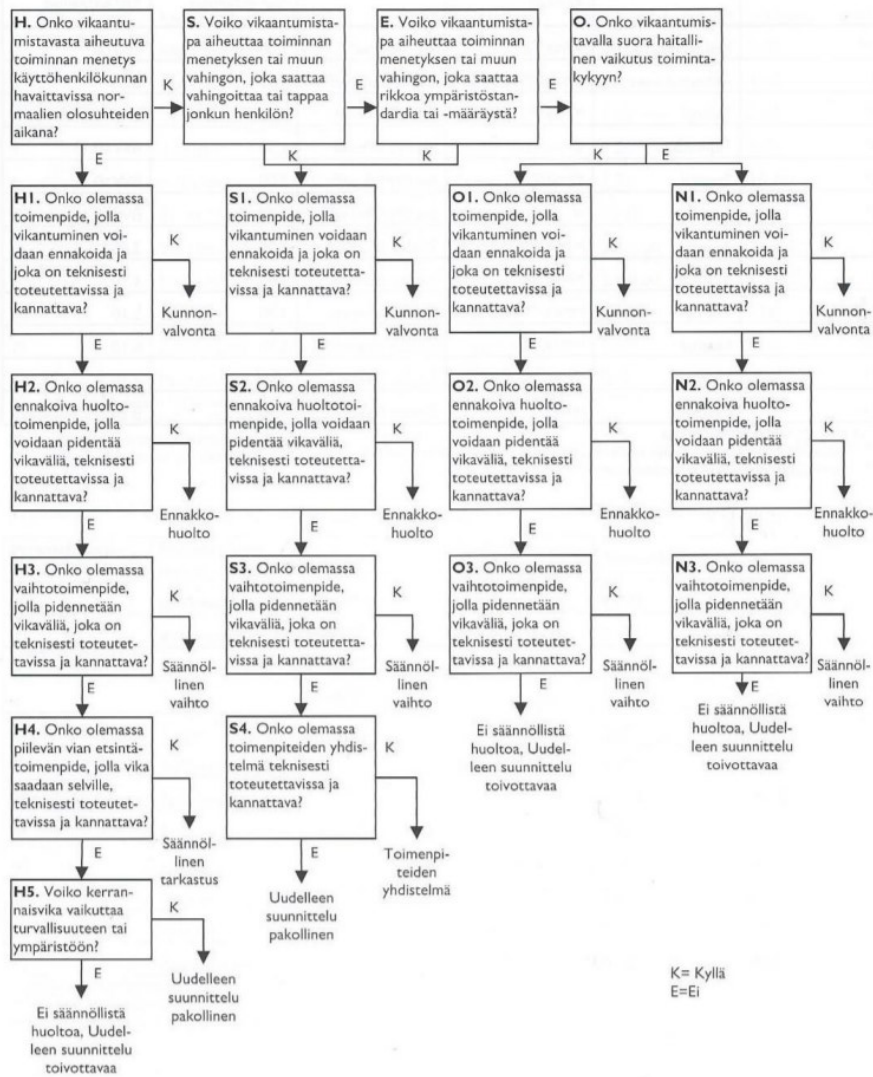 H. Onko vikaantu-
mistavasta aiheutuva
toiminnan menetys
käyttöhenkilökunnan
havaittavissa nor-
maalien olosuhteiden
aikana?
K
S. Voiko vikaantumista-
pa aiheuttaa toiminnan
menetyksen tai muun
vahingon, joka saattaa
vahingoittaa tai tappaa
jonkun henkilön?
E
E. Voiko vikaantumista-
pa aiheuttaa toiminnan
menetyksen tai muun
vahingon, joka saattaa
rikkoa ympäristöstan-
dardia tai -määräystä?
E
O. Onko vikaantumis-
tavalla suora haitalli-
nen vaikutus toiminta-
kykyyn?
E
K
K
K
E
H1. Onko olemassa
toimenpide, jolla
vikantuminen voi-
daan ennakoida ja
joka on teknisesti
toteutettavissa ja
kannattava?
K
Kunnon-
valvonta
E
S1. Onko olemassa
toimenpide, jolla
vikantuminen voidaan
ennakoida ja joka on
teknisesti toteutetta-
vissa ja kannattava?
K
Kunnon-
valvonta
E
O1. Onko olemassa
toimenpide, jolla
vikantuminen voi-
daan ennakoida ja
joka on teknisesti
toteutettavissa ja
kannattava?
K
Kunnon-
valvonta
E
N1. Onko olemassa
toimenpide, jolla
vikantuminen voi-
daan ennakoida ja
joka on teknisesti
toteutettavissa ja
kannattava?
K
Kunnon-
valvonta
E
H2. Onko olemassa
ennakoiva huolto-
toimenpide, jolla
voidaan pidentää
vikaväliä, teknisesti
toteutettavissa ja
kannattava?
K
Ennakko-
huolto
E
S2. Onko olemassa
ennakoiva huoltotoi-
menpide, jolla voidaan
pidentää vikaväliä,
teknisesti toteutetta-
vissa ja kannattava?
K
Ennakko-
huolto
E
O2. Onko olemassa
ennakoiva huolto-
toimenpide, jolla
voidaan pidentää
vikaväliä, teknisesti
toteutettavissa ja
kannattava?
K
Ennakko-
huolto
E
N2. Onko olemassa
ennakoiva huolto-
toimenpide, jolla
voidaan pidentää
vikaväliä, teknisesti
toteutettavissa ja
kannattava?
K
Ennakko-
huolto
E
H3. Onko olemassa
vaihtotoimenpide,
jolla pidennetään
vikaväliä, joka on
teknisesti toteutet-
tavissa ja kannattava?
K
Säännöl-
linen
vaihto
E
S3. Onko olemassa
vaihtotoimenpide,
jolla pidennetään
vikaväliä, joka on
teknisesti toteutetta-
vissa ja kannattava?
K
Säännöl-
linen
vaihto
E
O3. Onko olemassa
vaihtotoimenpide,
jolla pidennetään
vikaväliä, joka on
teknisesti toteutet-
tavissa ja kannattava?
K
Säännöl-
linen
vaihto
E
Ei säännöllistä
huoltoa, Uudel-
leen suunnittelu
toivottavaa
N3. Onko olemassa
vaihtotoimenpide,
jolla pidennetään
vikaväliä, joka on
teknisesti toteutet-
tavissa ja kannattava?
K
Säännöl-
linen
vaihto
E
Ei säännöllistä
huoltoa, Uudel-
leen suunnittelu
toivottavaa
H4. Onko olemassa
piilevän vian etsintä-
toimenpide, jolla vika
saadaan selville,
teknisesti toteutet-
tavissa ja kannattava?
K
Säännöl-
linen
tarkastus
E
S4. Onko olemassa
toimenpiteiden yhdis-
telmä teknisesti
toteutettavissa ja
kannattava?
K
Toimenpi-
teiden
yhdistelmä
E
Uudelleen
suunnittelu
pakollinen
H5. Voiko kerran-
naisvika vaikuttaa
turvallisuuteen tai
ympäristöön?
K
Uudelleen
suunnittelu
pakollinen
E
Ei säännöllistä
huoltoa, Uudel-
leen suunnittelu
toivottavaa
K= Kyllä
E=Ei